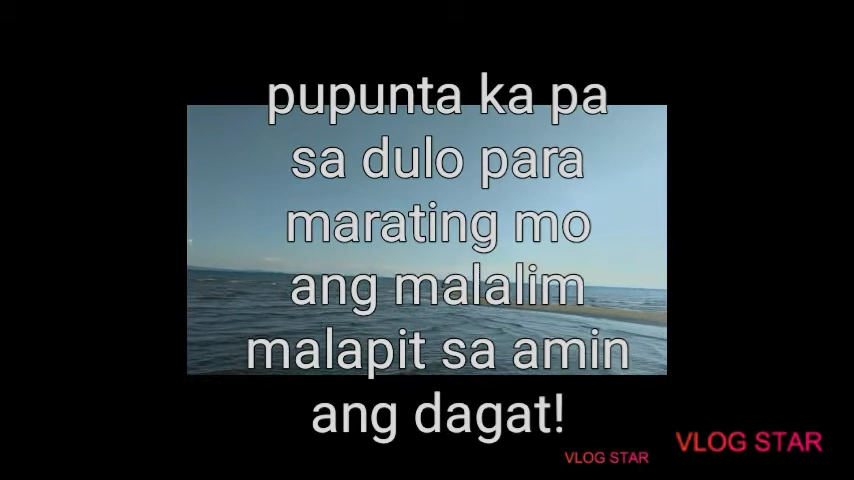 pupunta ka pa
sa dulo para
marating mo
ang malalim
malapit sa amin
ang dagat!
VLOG STAR
VLOG STAR